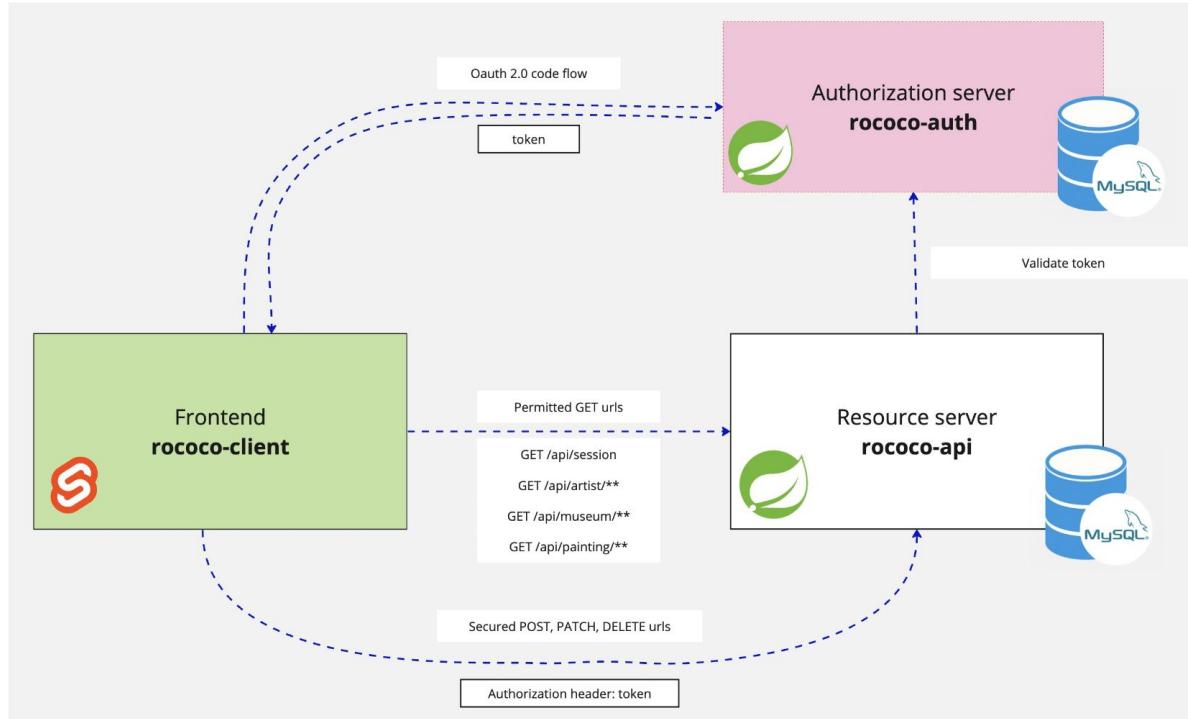 Oauth 2.0 code flow
token
Authorization server
rococo-auth
MySQL
Validate token
Frontend
rococo-client
Permitted GET urls
GET /api/session
GET /api/artist/**
GET /api/museum/**
GET /api/painting/**
Resource server
rococo-api
MySQL
Secured POST, PATCH, DELETE urls
Authorization header: token